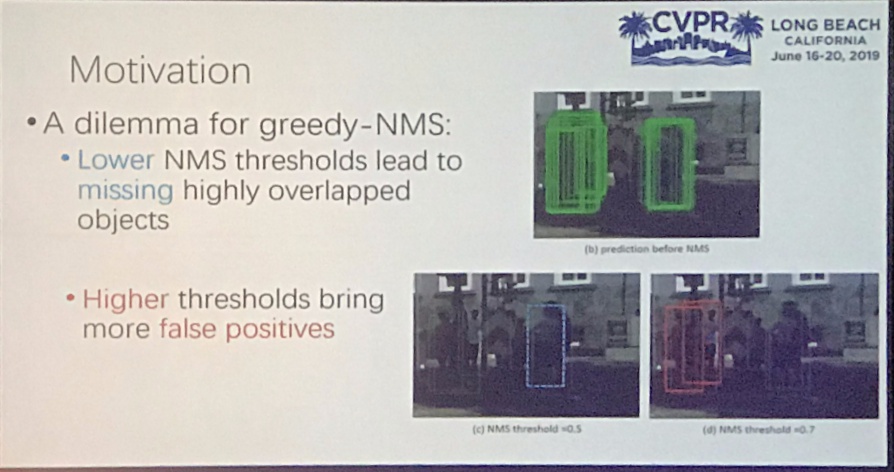 CVPR
LONG BEACH
CALIFORNIA
June 16-20, 2019
Motivation
• A dilemma for greedy-NMS:
• Lower NMS thresholds lead to
missing highly overlapped
objects
(b) prediction before NMS
• Higher thresholds bring
more false positives
(c) NMS threshold =0.5
(d) NMS threshold =0.7